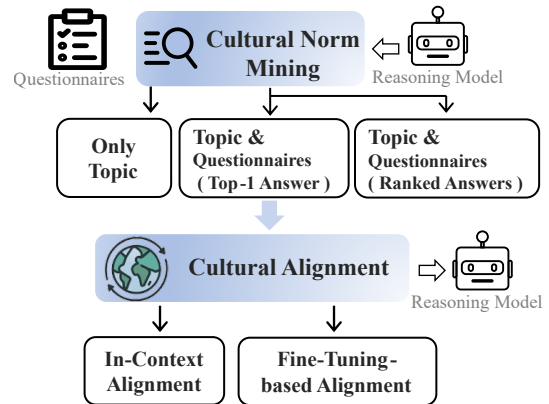 Cultural Norm
Mining
Questionnaires
Reasoning Model
Only
Topic
Topic &
Questionnaires
( Top-1 Answer )
Topic &
Questionnaires
( Ranked Answers )
Cultural Alignment
Reasoning Model
In-Context
Alignment
Fine-Tuning-
based Alignment